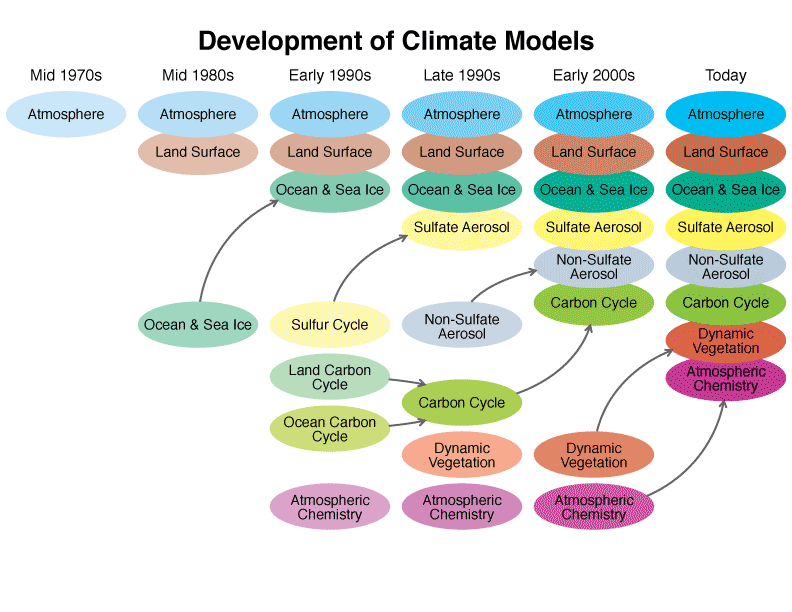 Development of Climate Models
Mid 1970s
Mid 1980s
Early 1990s
Late 1990s
Early 2000s
Today
Atmosphere
Atmosphere
Atmosphere
Atmosphere
Atmosphere
Atmosphere
Land Surface
Land Surface
Land Surface
Land Surface
Land Surface
Ocean & Sea Ice
Ocean & Sea Ice
Ocean & Sea Ice
Ocean & Sea Ice
Sulfate Aerosol
Sulfate Aerosol
Sulfate Aerosol
Non-Sulfate
Aerosol
Non-Sulfate
Aerosol
Carbon Cycle
Carbon Cycle
Ocean & Sea Ice
Sulfur Cycle
Non-Sulfate
Aerosol
Dynamic
Vegetation
Land Carbon
Cycle
Atmospheric
Chemistry
Carbon Cycle
Ocean Carbon
Cycle
Dynamic
Vegetation
Dynamic
Vegetation
Atmospheric
Chemistry
Atmospheric
Chemistry
Atmospheric
Chemistry